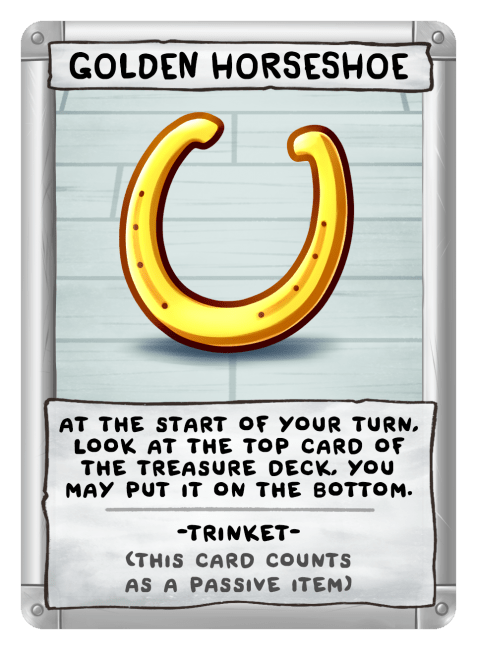 GOLDEN HORSESHOE
AT THE START OF YOUR TURN,
LOOK AT THE TOP CARD OF
THE TREASURE DECK. YOU
MAY PUT IT ON THE BOTTOM.
-TRINKET-
(THIS CARD COUNTS
AS A PASSIVE ITEM)